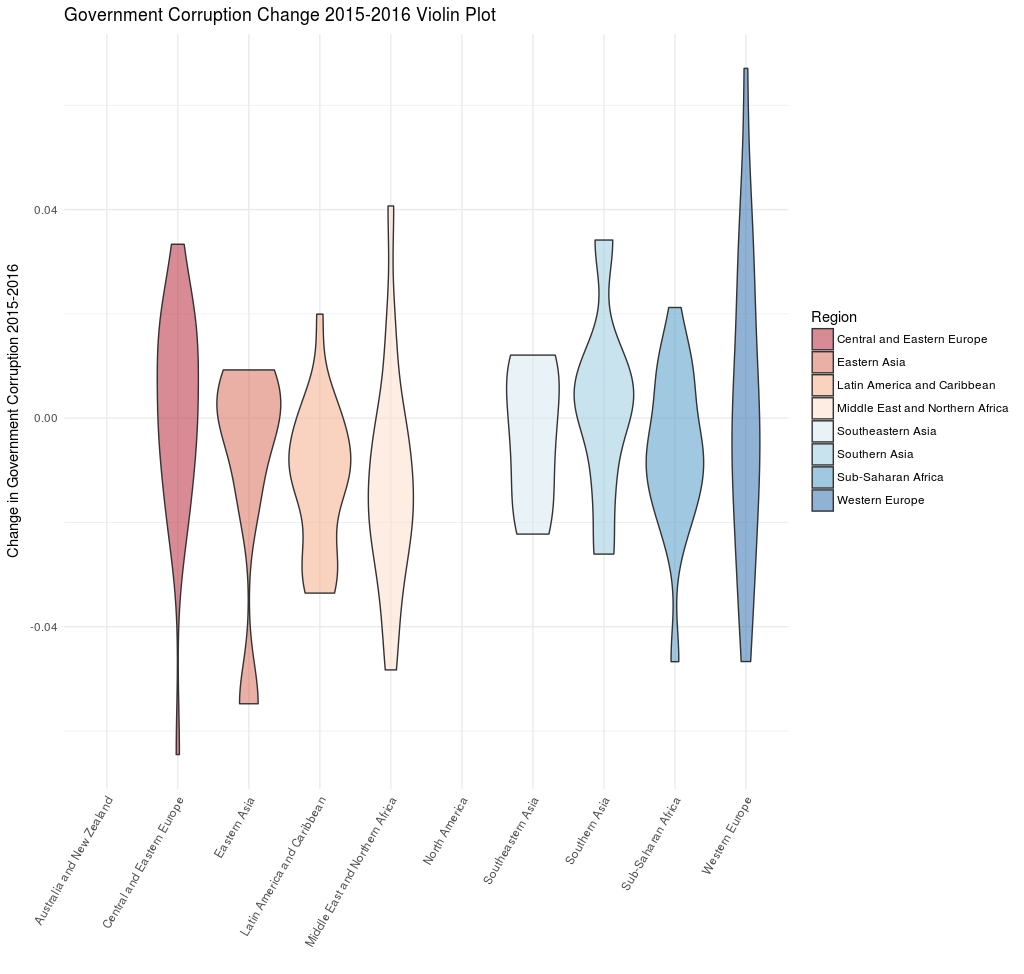 Government Corruption Change 2015-2016 Violin Plot
Change in Government Corruption 2015-2016
0.04
0.00
-0.04
Australia and New Zealand
Central and Eastern Europe
Eastern Asia
Latin America and Caribbean
Middle East and Northern Africa
North America
Southeastern Asia
Southern Asia
Sub-Saharan Africa
Western Europe
Region
Central and Eastern Europe
Eastern Asia
Latin America and Caribbean
Middle East and Northern Africa
Southeastern Asia
Southern Asia
Sub-Saharan Africa
Western Europe